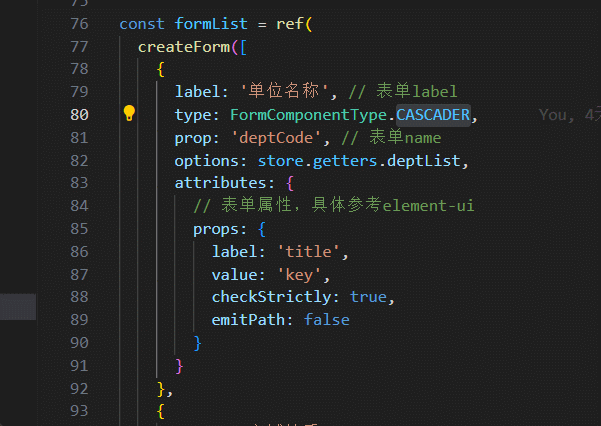 75
76 const formList = ref(
77 createForm([
78 {
79 label: '单位名称', // 表单label
80 type: FormComponentType.CASCADER, You, 4天
81 prop: 'deptCode', // 表单name
82 options: store.getters.deptList,
83 attributes: {
84 // 表单属性，具体参考element-ui
85 props: {
86 label: 'title',
87 value: 'key',
88 checkStrictly: true,
89 emitPath: false
90 }
91 }
92 },
93 {